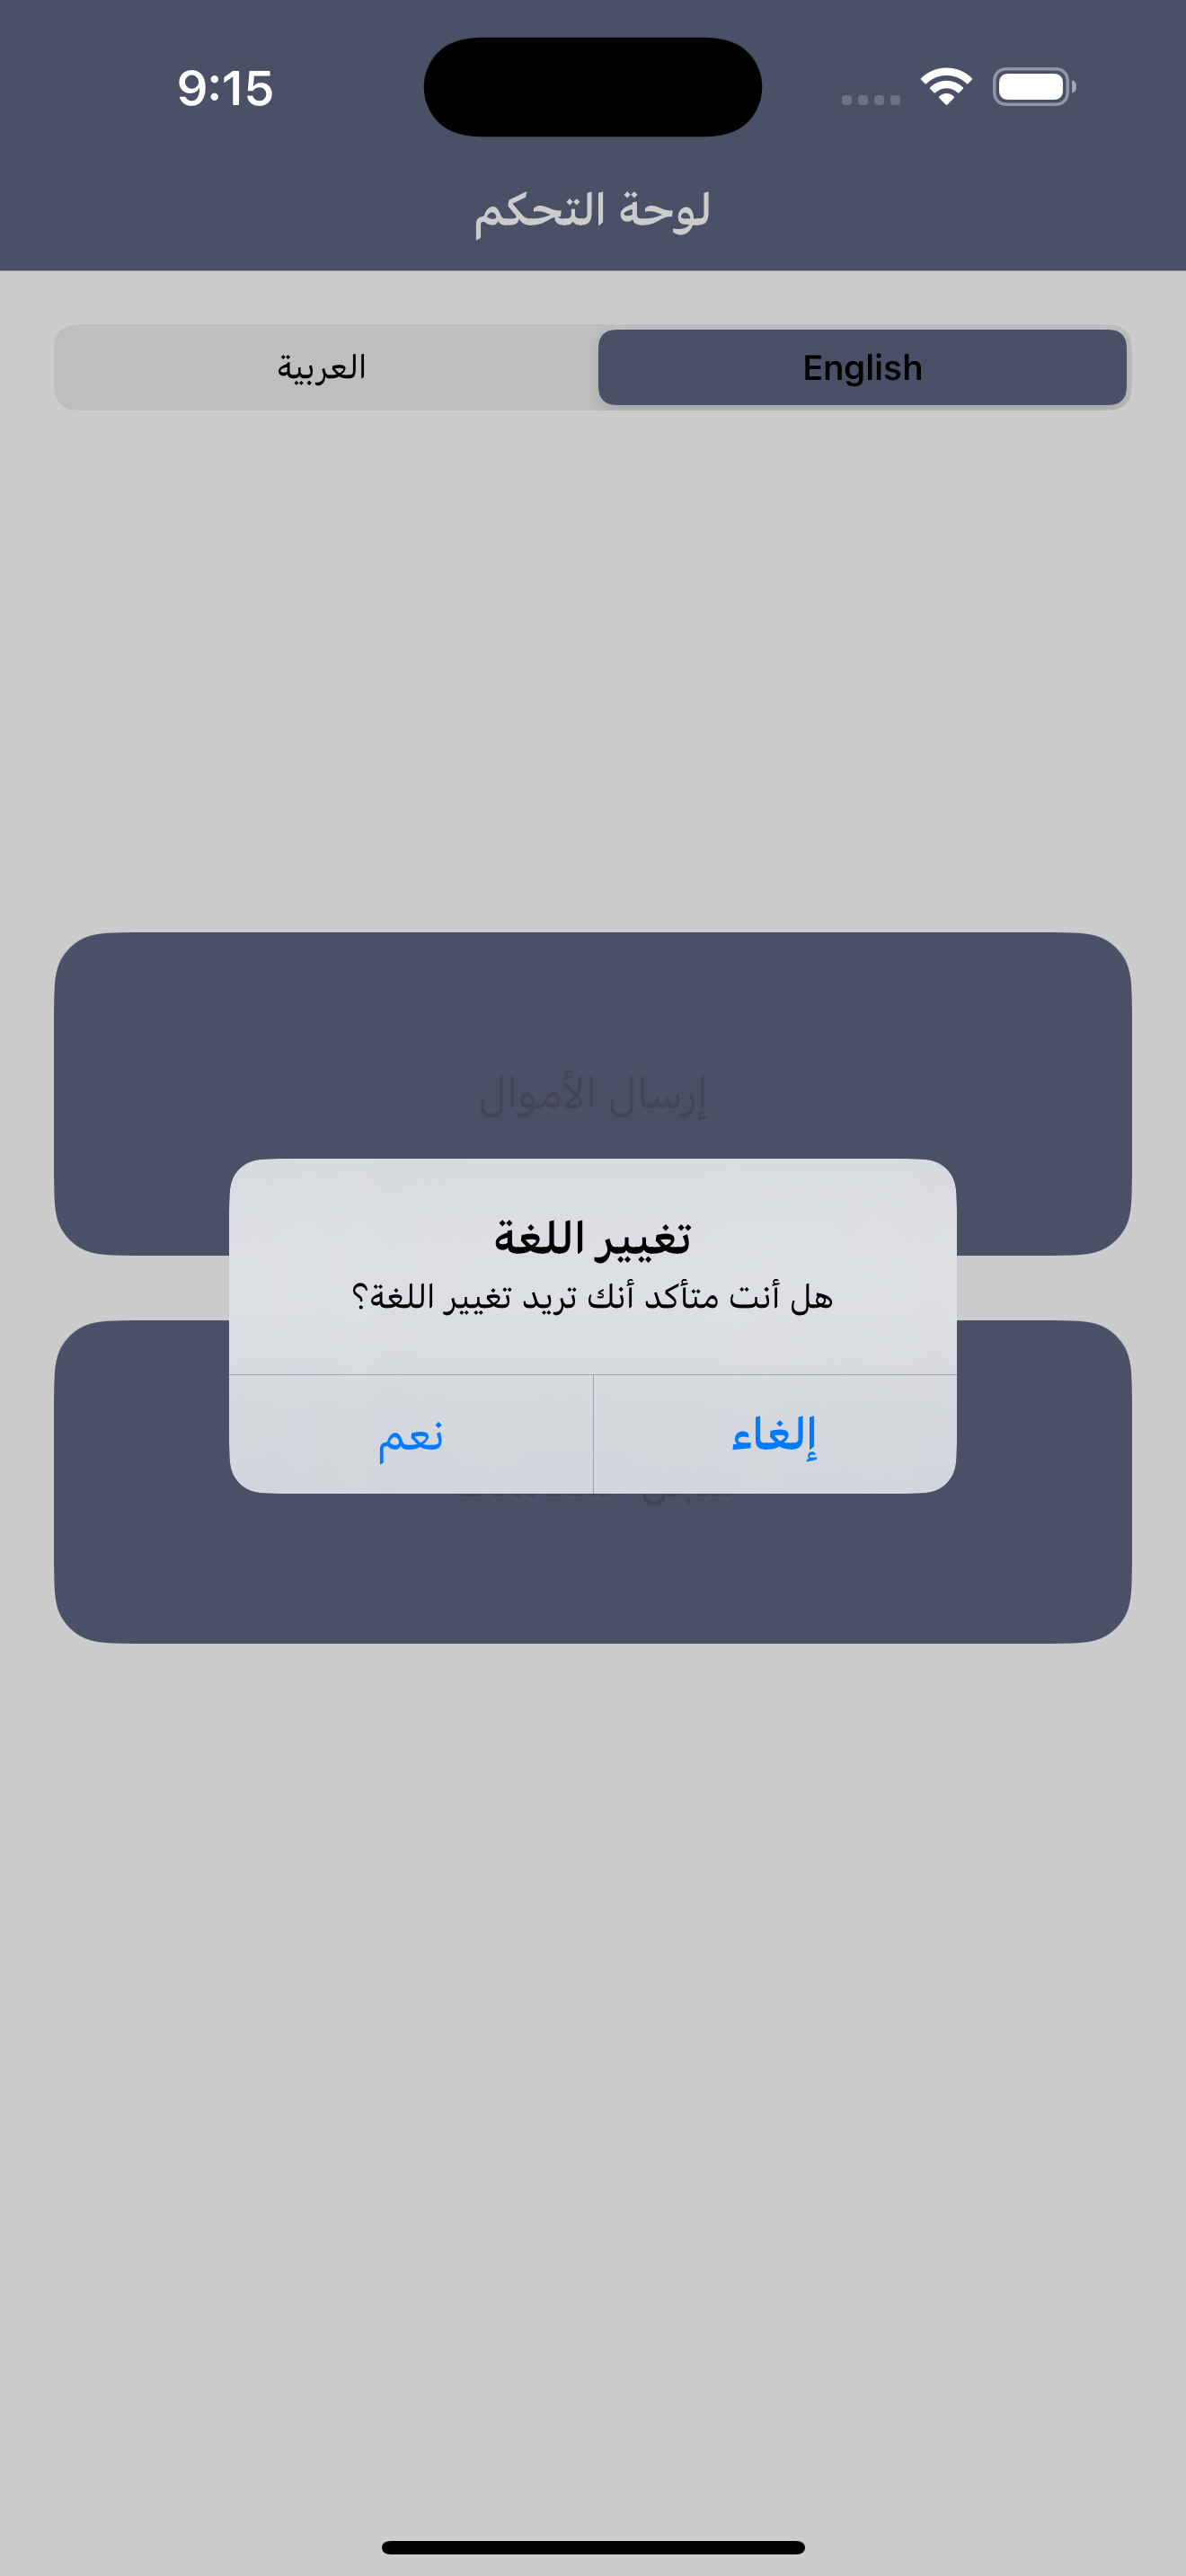 9:15
لوحة التحكم
English
العربية
إرسال الأموال
تغيير اللغة
هل أنت متأكد أنك تريد تغيير اللغة؟
إلغاء
نعم